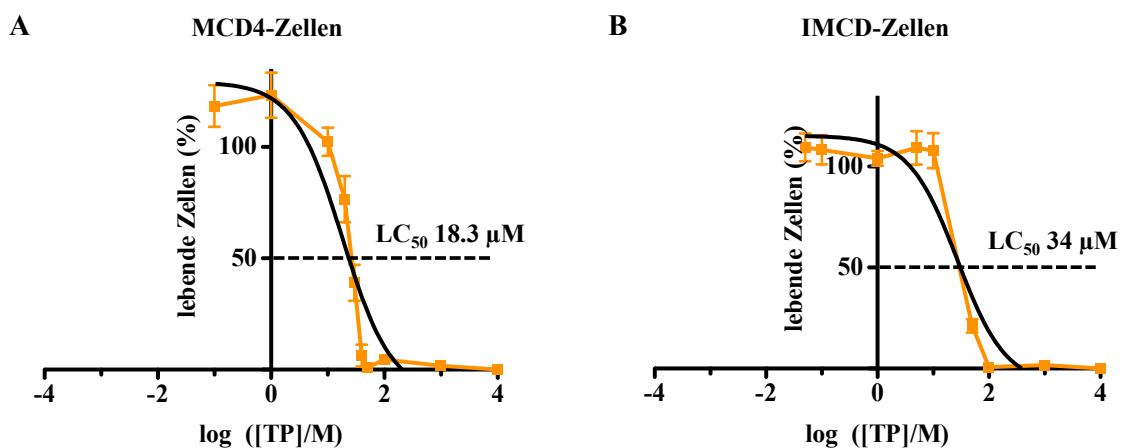 A
MCD4-Zellen
lebende Zellen (%)
100
50
LC₅₀ 18.3 µM
-4
-2
0
2
4
log ([TP]/M)
B
IMCD-Zellen
lebende Zellen (%)
100
50
LC₅₀ 34 µM
-4
-2
0
2
4
log ([TP]/M)